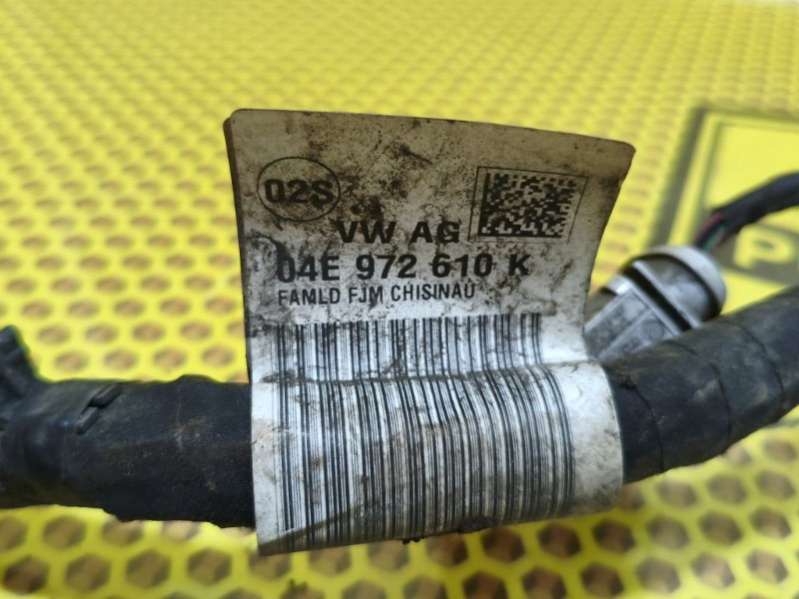 02S
VW AG
04E 972 610 K
FAMLD FJM CHISINAU
P